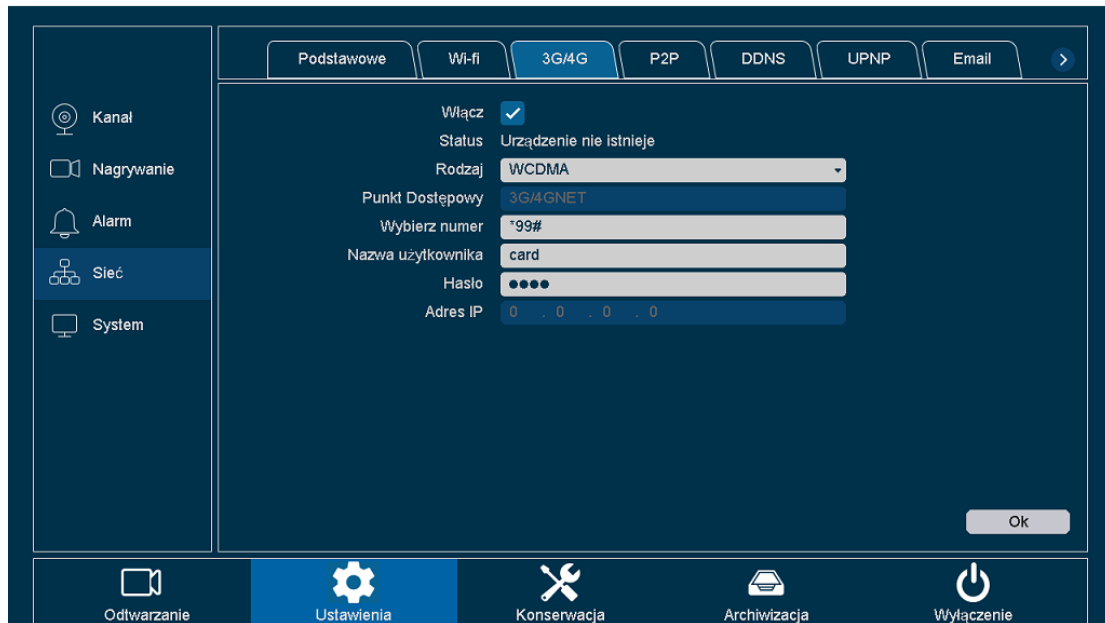 Podstawowe Wi-fi 3G/4G P2P DDNS UPNP Email
Kanał
Nagrywanie
Alarm
Sieć
System
Włącz
Status Urządzenie nie istnieje
Rodzaj WCDMA
Punkt Dostępowy 3G/4GNET
Wybierz numer *99#
Nazwa użytkownika card
Hasło ●●●●
Adres IP 0 . 0 . 0 . 0
Ok
Odtwarzanie Ustawienia Konserwacja Archiwizacja Wyłączenie